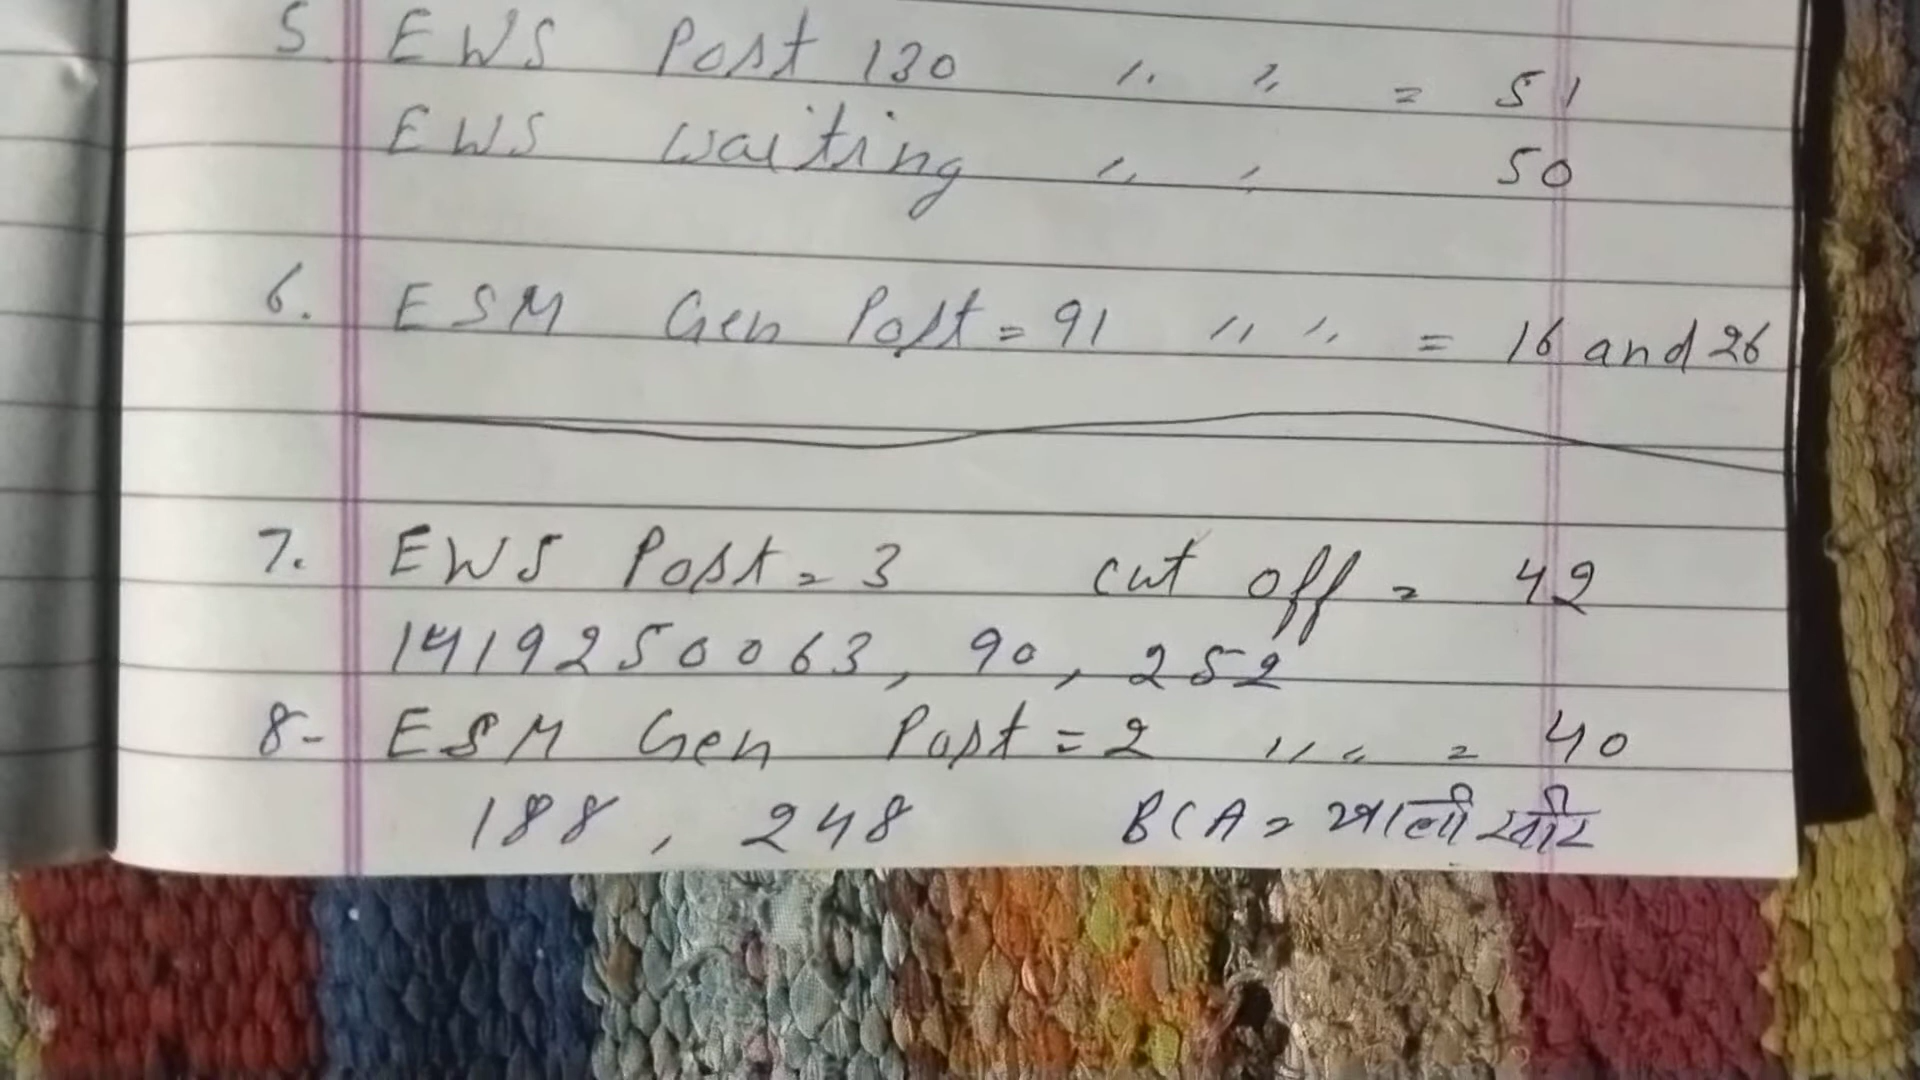 5 EWS Post 130 " " = 51
EWS waiting " " 50
6. ESM Gen Post = 91 " " = 16 and 26
7. EWS Post = 3 cut off = 42
1419250063, 90, 252
8- ESM Gen Post = 2 " " = 40
188, 248 BCA = खाली